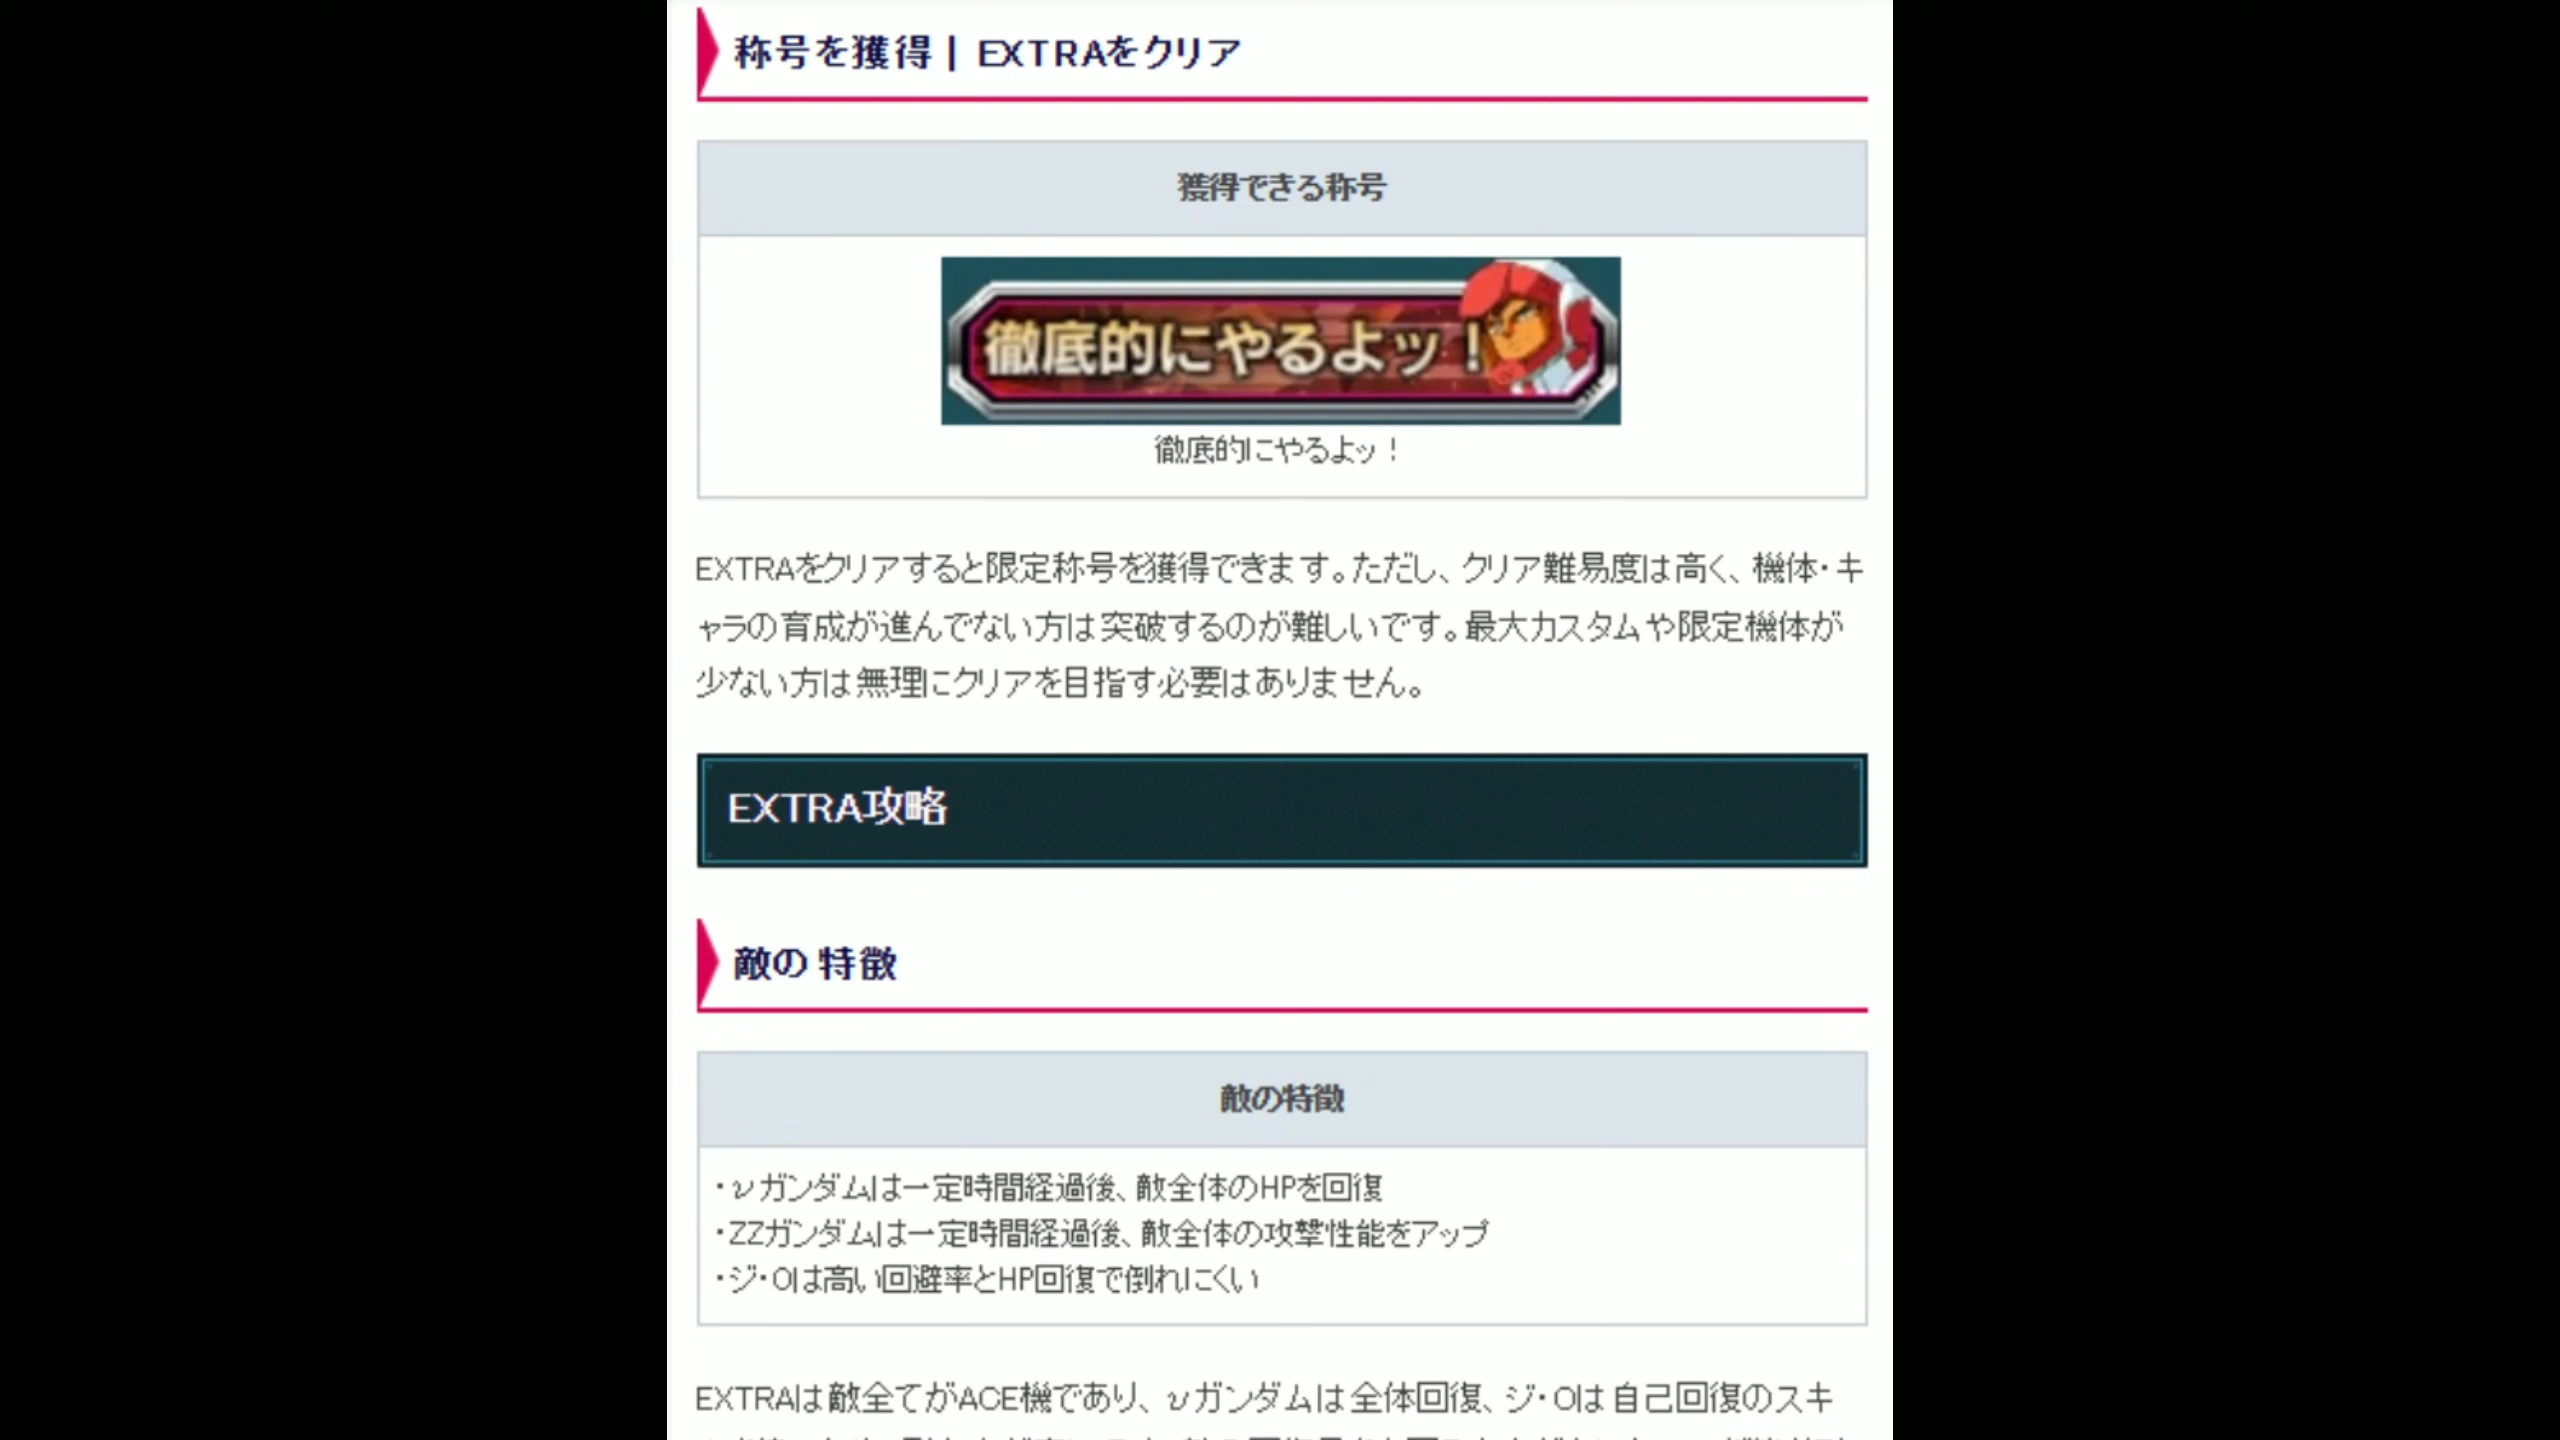 称号を獲得 | EXTRAをクリア
獲得できる称号
徹底的にやるよッ！
徹底的にやるよッ！
EXTRAをクリアすると限定称号を獲得できます。ただし、クリア難易度は高く、機体・キ
ャラの育成が進んでない方は突破するのが難しいです。最大カスタムや限定機体が
少ない方は無理にクリアを目指す必要はありません。
EXTRA攻略
敵の特徴
敵の特徴
・νガンダムは一定時間経過後、敵全体のHPを回復
・ZZガンダムは一定時間経過後、敵全体の攻撃性能をアップ
・ジ・Oは高い回避率とHP回復で倒れにくい
EXTRAは敵全てがACE機であり、νガンダムは全体回復、ジ・Oは自己回復のスキ